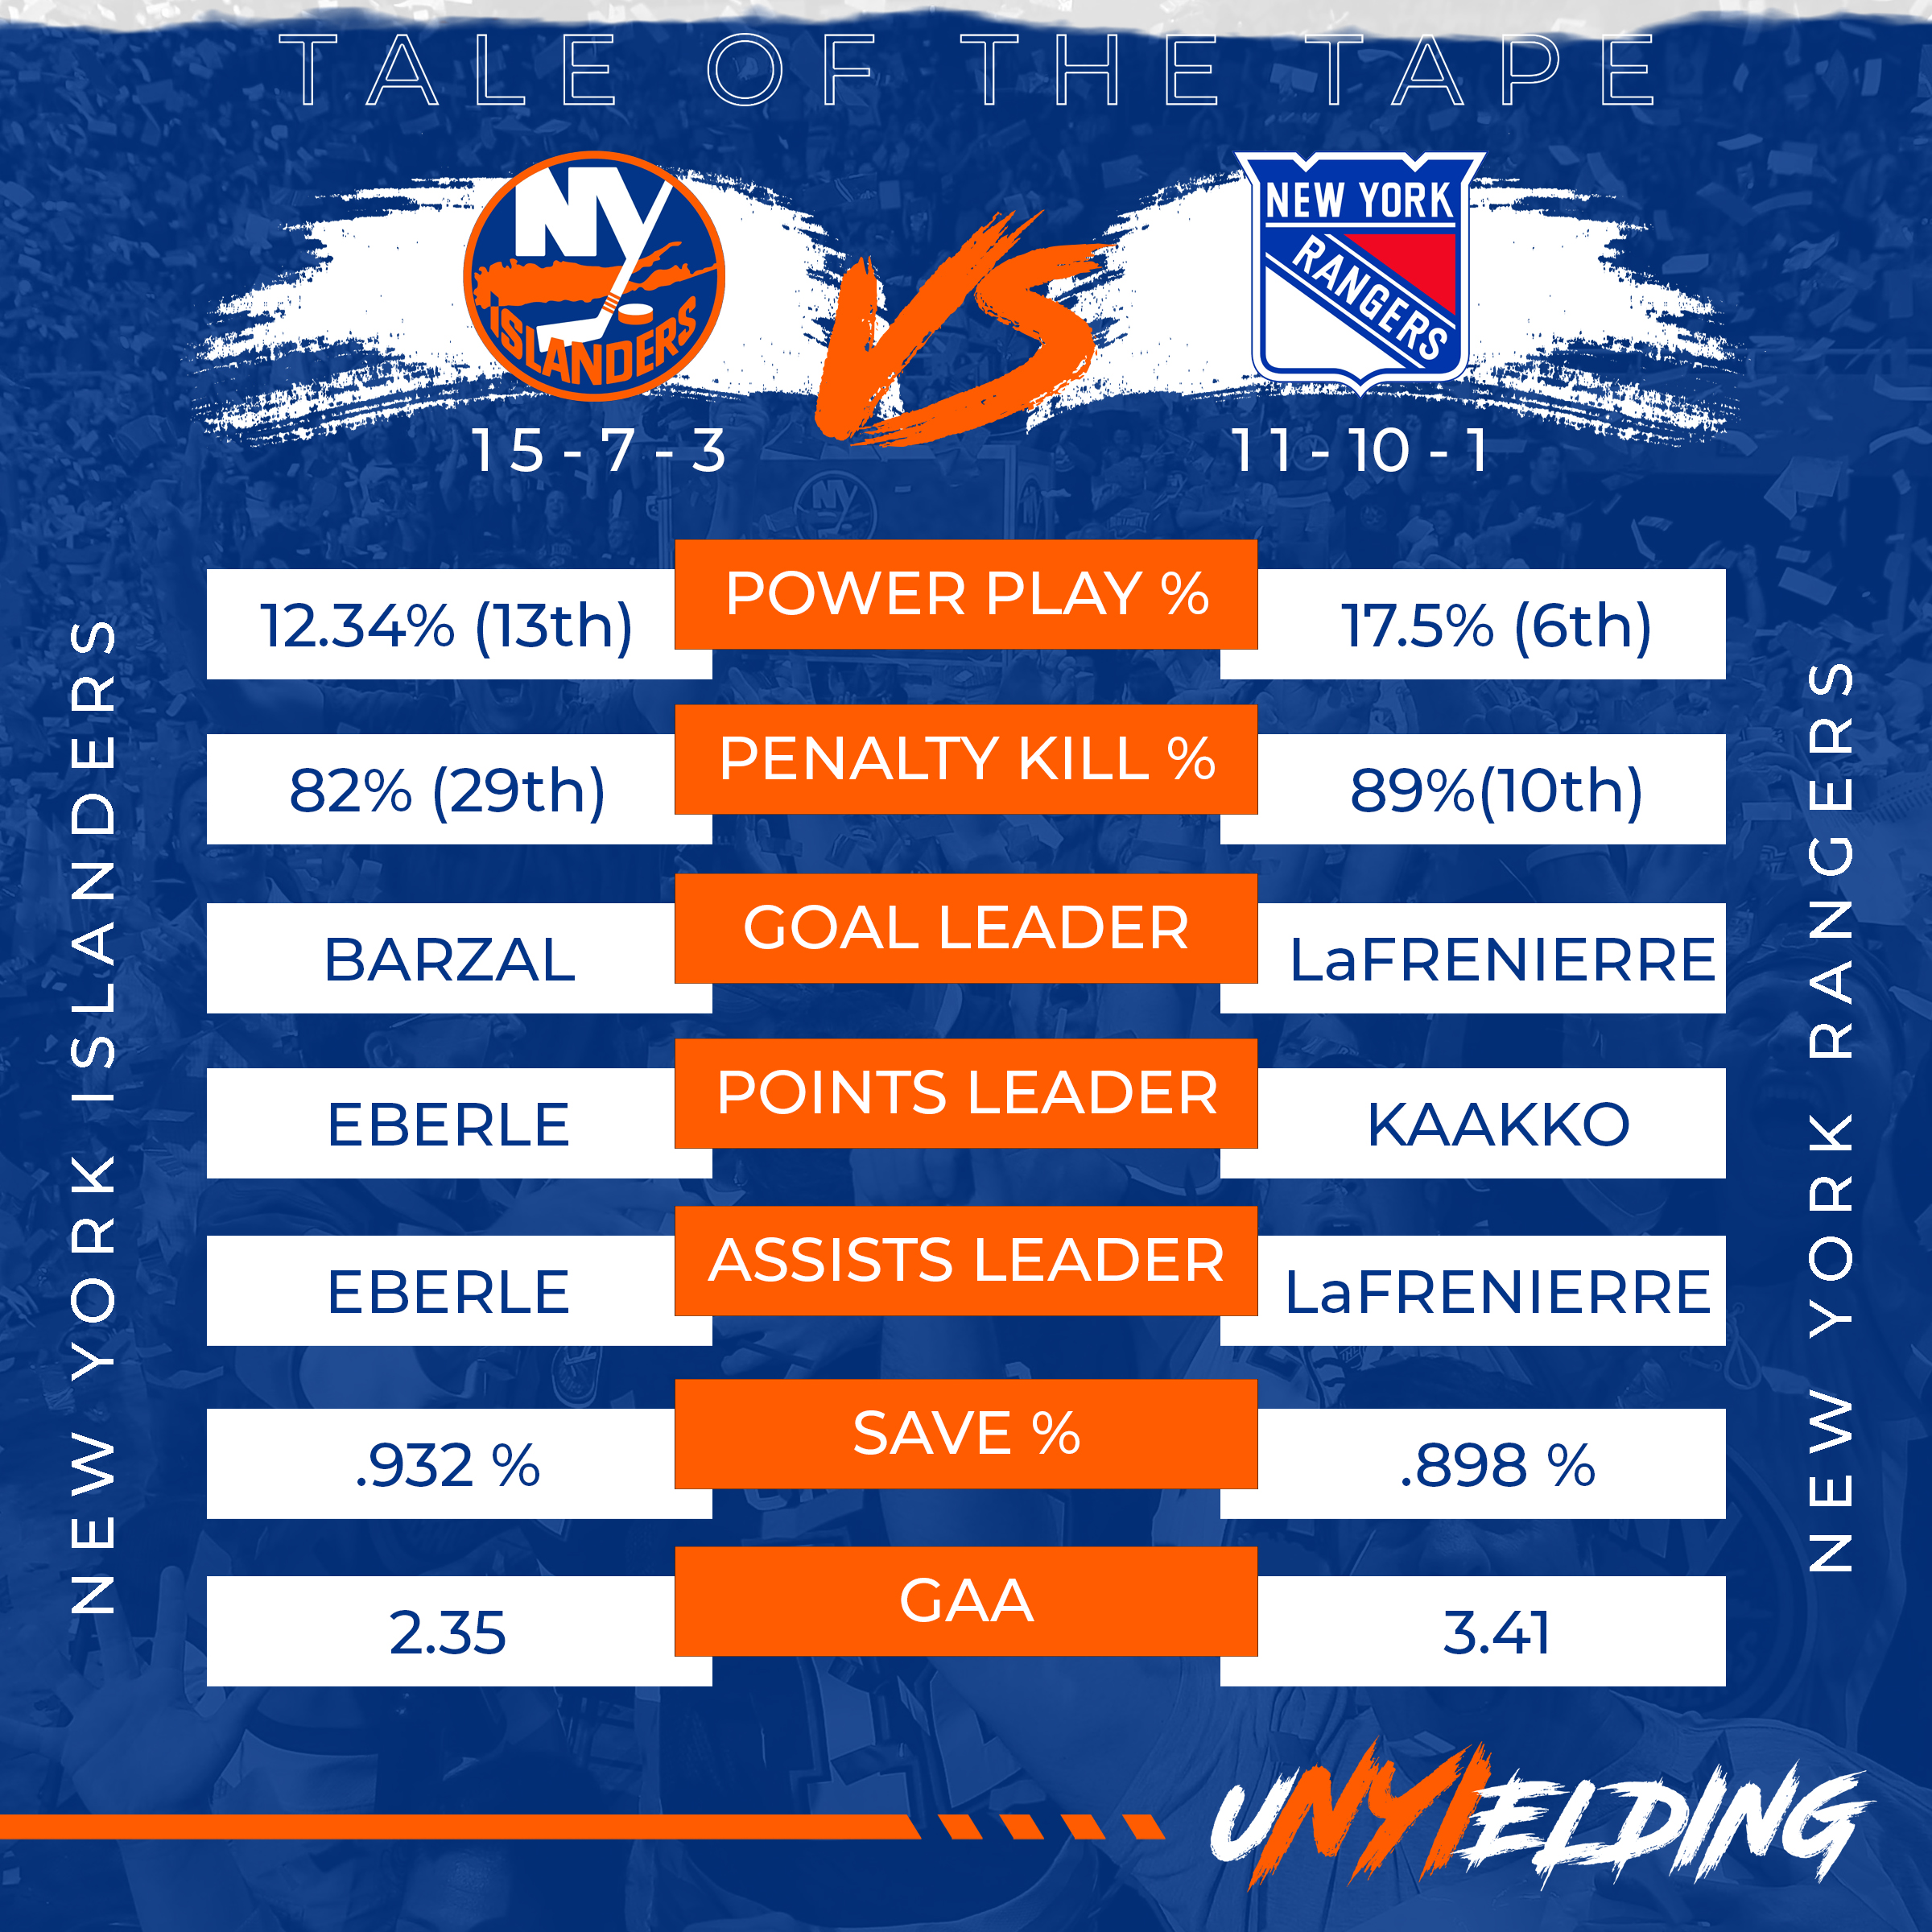 TALE OF THE TAPE
NY
ISLANDERS
VS
NEW YORK
RANGERS
15-7-3
11-10-1
NEW YORK ISLANDERS
NEW YORK RANGERS
12.34% (13th)
POWER PLAY %
17.5% (6th)
82% (29th)
PENALTY KILL %
89%(10th)
BARZAL
GOAL LEADER
LaFRENIERRE
EBERLE
POINTS LEADER
KAAKKO
EBERLE
ASSISTS LEADER
LaFRENIERRE
.932 %
SAVE %
.898 %
2.35
GAA
3.41
UNYIELDING